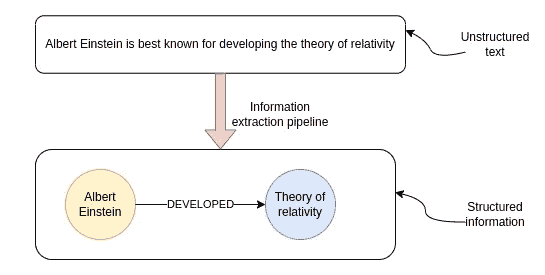 Albert Einstein is best known for developing the theory of relativity
Unstructured
text
Information
extraction pipeline
Albert
Einstein
DEVELOPED
Theory of
relativity
Structured
information